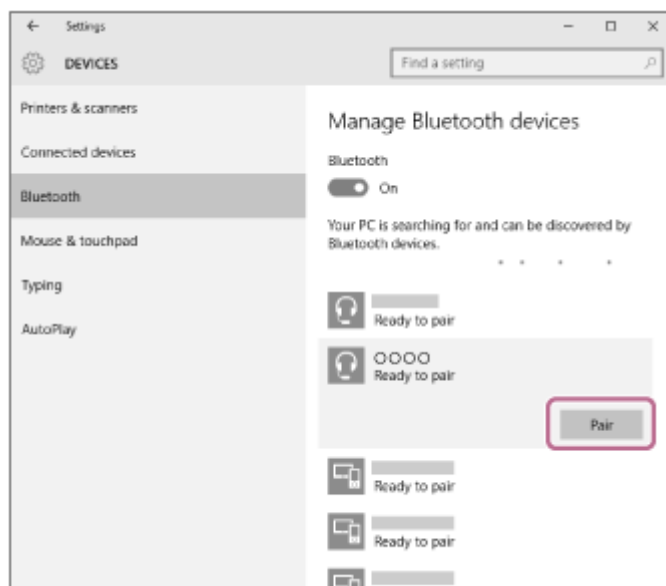 Settings
DEVICES
Find a setting
Printers & scanners
Connected devices
Bluetooth
Mouse & touchpad
Typing
AutoPlay
Manage Bluetooth devices
Bluetooth
On
Your PC is searching for and can be discovered by
Bluetooth devices.
Ready to pair
OOOO
Ready to pair
Pair
Ready to pair
Ready to pair